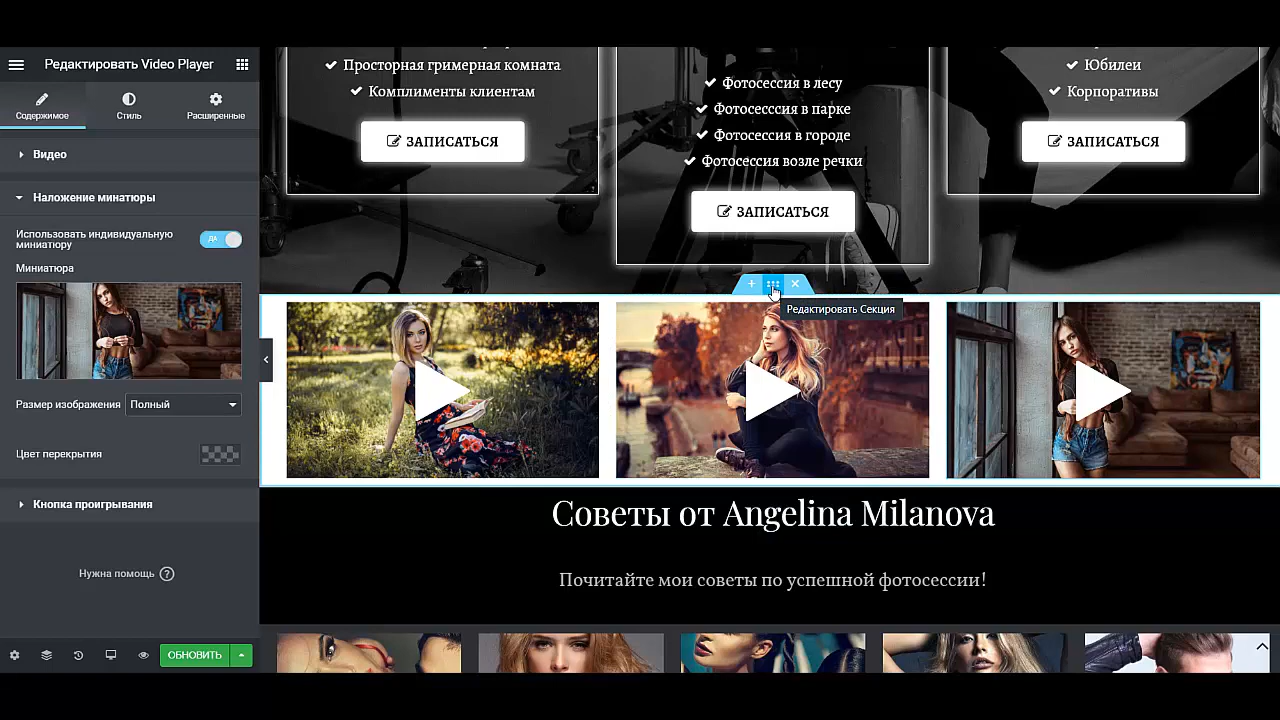 Редактировать Video Player
Содержимое
Стиль
Расширенные
Видео
Наложение миниатюры
Использовать индивидуальную
миниатюру
ДА
Миниатюра
Размер изображения
Полный
Цвет перекрытия
Кнопка проигрывания
Нужна помощь ?
ОБНОВИТЬ
Просторная гримерная комната
Комплименты клиентам
ЗАПИСАТЬСЯ
Фотосессия в лесу
Фотосесссия в парке
Фотосессия в городе
Фотосессия возле речки
ЗАПИСАТЬСЯ
Юбилеи
Корпоративы
ЗАПИСАТЬСЯ
Редактировать Секция
Советы от Angelina Milanova
Почитайте мои советы по успешной фотосессии!